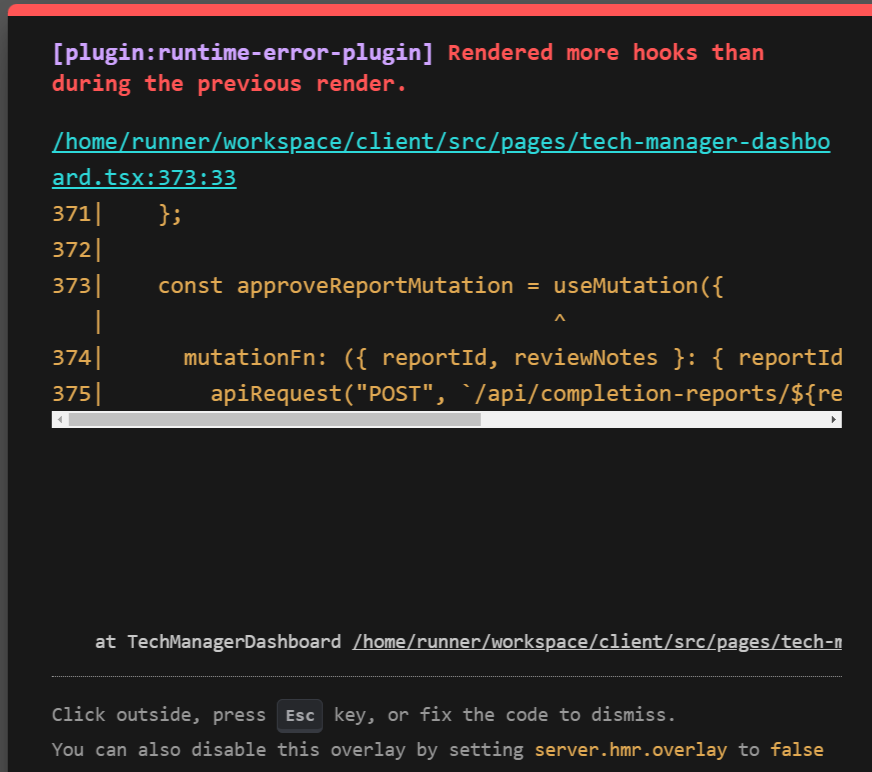 [plugin:runtime-error-plugin] Rendered more hooks than
during the previous render.
/home/runner/workspace/client/src/pages/tech-manager-dashbo
ard.tsx:373:33
371|    };
372|
373|    const approveReportMutation = useMutation({
   |                                  ^
374|      mutationFn: ({ reportId, reviewNotes }: { reportId
375|        apiRequest("POST", `/api/completion-reports/${re
at TechManagerDashboard /home/runner/workspace/client/src/pages/tech-m
Click outside, press Esc key, or fix the code to dismiss.
You can also disable this overlay by setting server.hmr.overlay to false